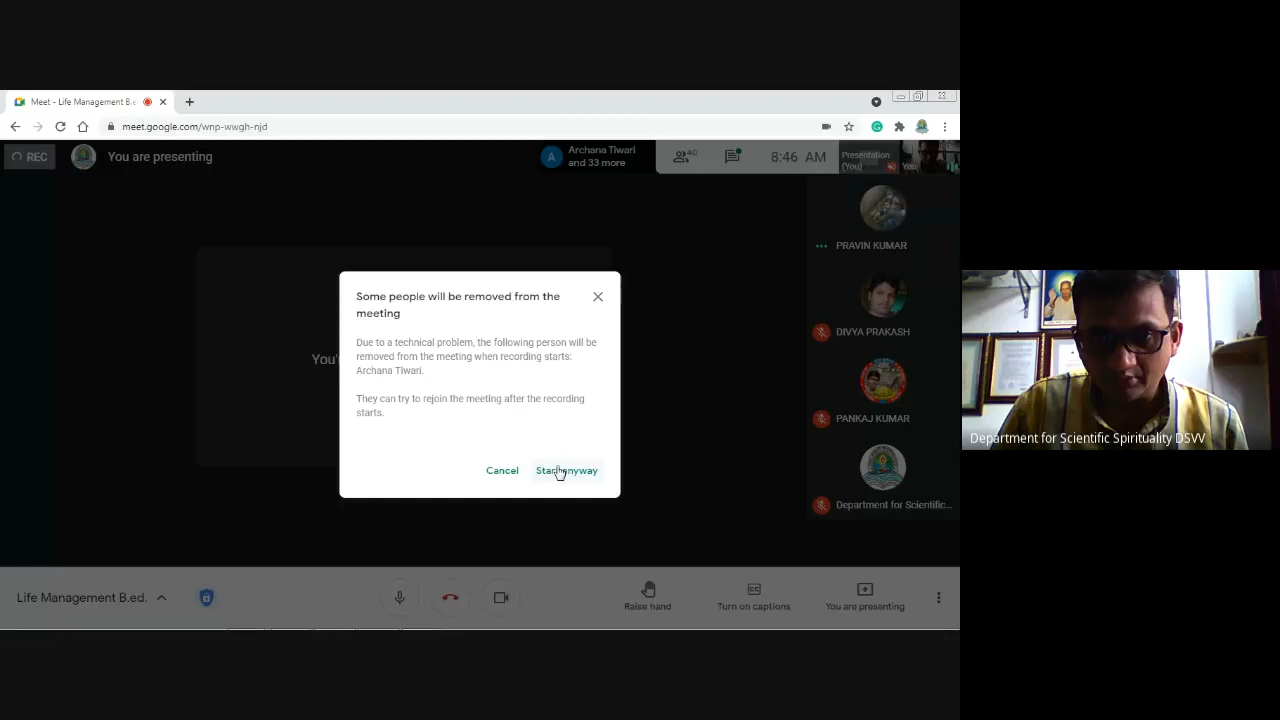 Meet - Life Management B.e
meet.google.com/wnp-wwgh-njd
REC
You are presenting
A
Archana Tiwari
and 33 more
40
8:46 AM
Presentation
(You)
You
PRAVIN KUMAR
DIVYA PRAKASH
PANKAJ KUMAR
Department for Scientific...
You'
Some people will be removed from the
meeting
Due to a technical problem, the following person will be
removed from the meeting when recording starts:
Archana Tiwari.
They can try to rejoin the meeting after the recording
starts.
Cancel
Start anyway
Department for Scientific Spirituality DSVV
Life Management B.ed.
Raise hand
CC
Turn on captions
You are presenting